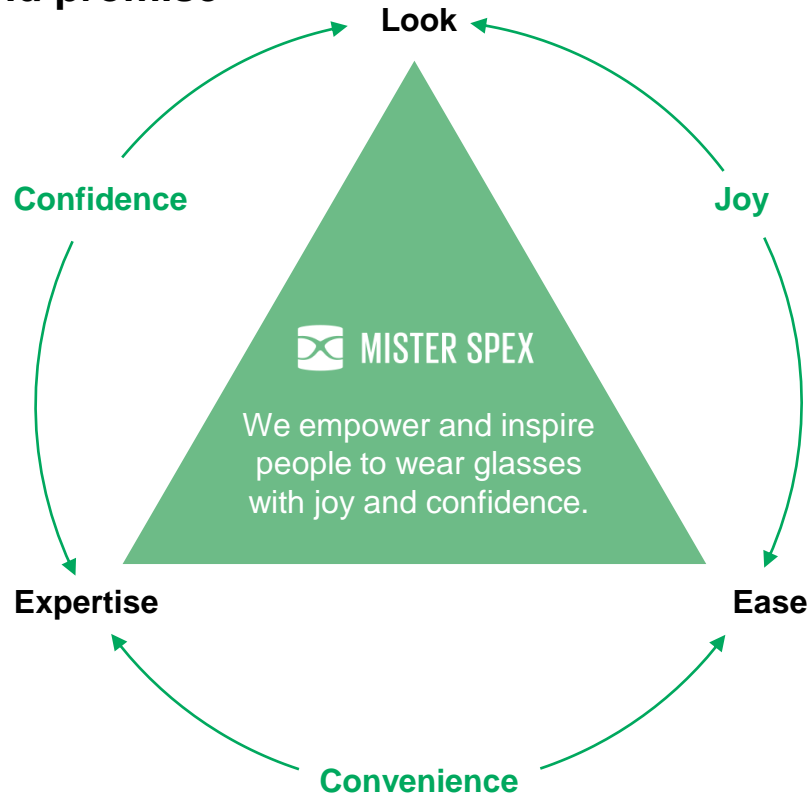 promise
Look
Confidence
Joy
MISTER SPEX
We empower and inspire
people to wear glasses
with joy and confidence.
Expertise
Ease
Convenience